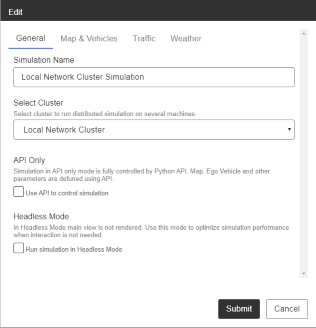 Edit
General Map & Vehicles Traffic Weather
Simulation Name
Local Network Cluster Simulation
Select Cluster
Select cluster to run distributed simulation on several machines.
Local Network Cluster
API Only
Simulation in API only mode is fully controlled by Python API. Map, Ego Vehicle and other
parameters are defuned using API.
Use API to control simulation
Headless Mode
In Headless Mode main view is not rendered. Use this mode to optimize simulation performance
when interaction is not needed.
Run simulation in Headless Mode
Submit Cancel